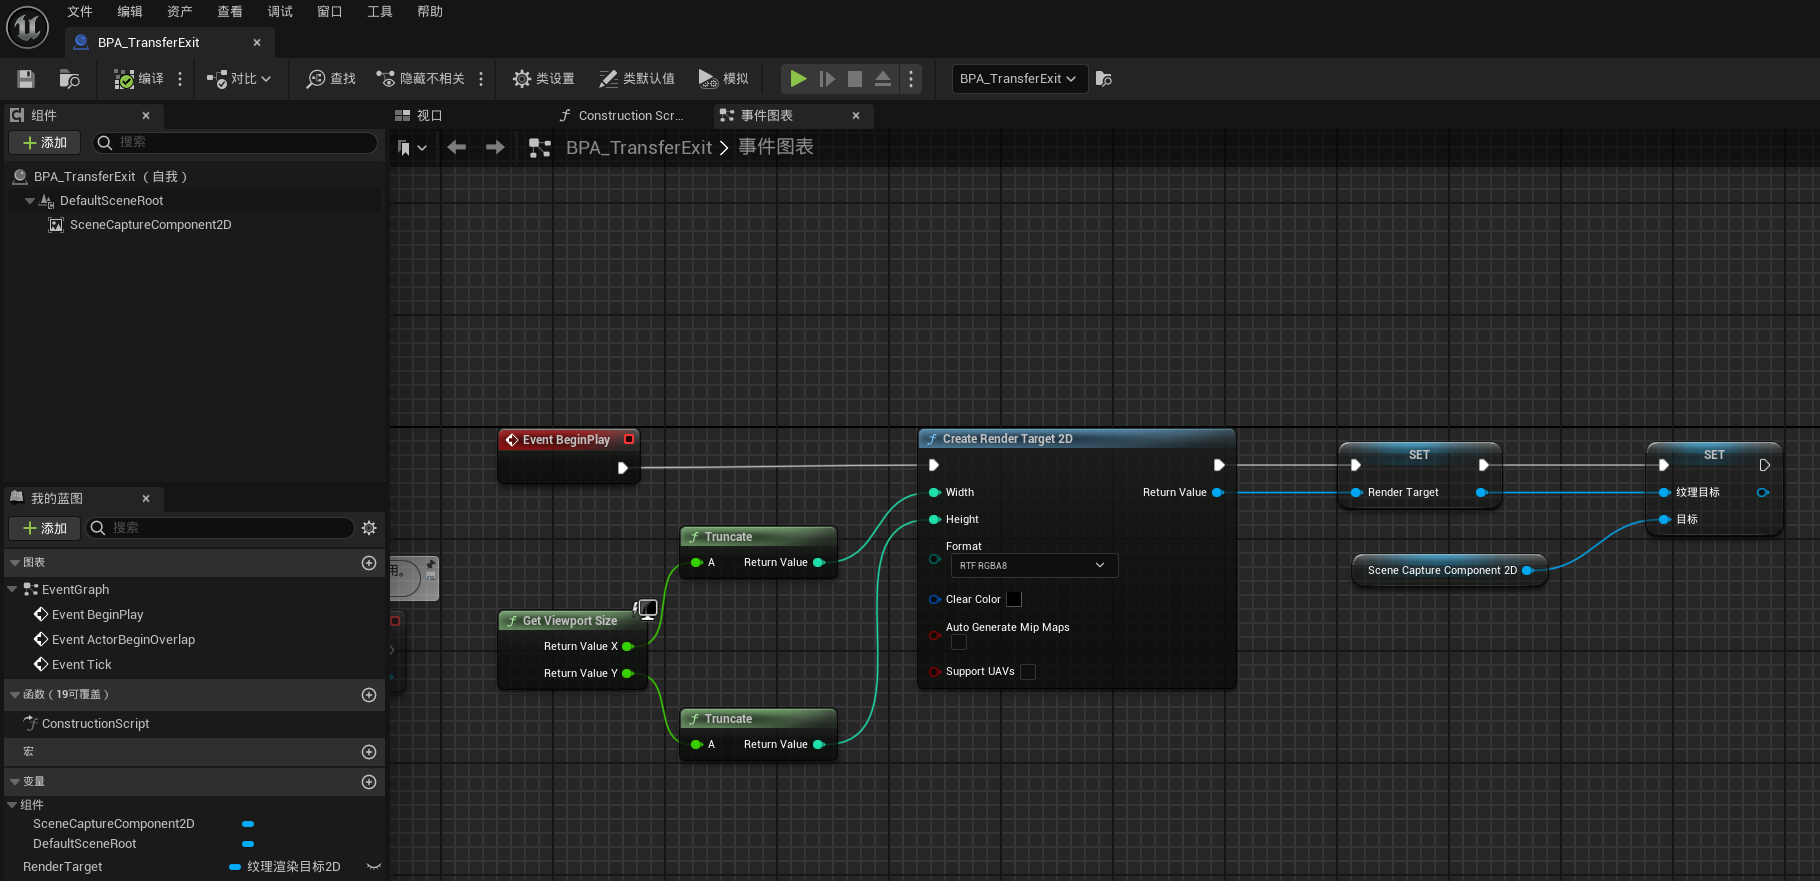 文件 编辑 资产 查看 调试 窗口 工具 帮助
BPA_TransferExit
编译 对比 查找 隐藏不相关 类设置 类默认值 模拟 BPA_TransferExit
组件
添加 搜索
BPA_TransferExit （自我）
DefaultSceneRoot
SceneCaptureComponent2D
我的蓝图
添加 搜索
图表
EventGraph
Event BeginPlay
Event ActorBeginOverlap
Event Tick
函数（19可覆盖）
ConstructionScript
宏
变量
组件
SceneCaptureComponent2D
DefaultSceneRoot
RenderTarget 纹理渲染目标2D
视口 Construction Scr... 事件图表
BPA_TransferExit > 事件图表
用。
Event BeginPlay
Get Viewport Size
Return Value X
Return Value Y
Truncate
A Return Value
Truncate
A Return Value
Create Render Target 2D
Width Return Value
Height
Format
RTF RGBA8
Clear Color
Auto Generate Mip Maps
Support UAVs
SET
Render Target
Scene Capture Component 2D
SET
纹理目标
目标